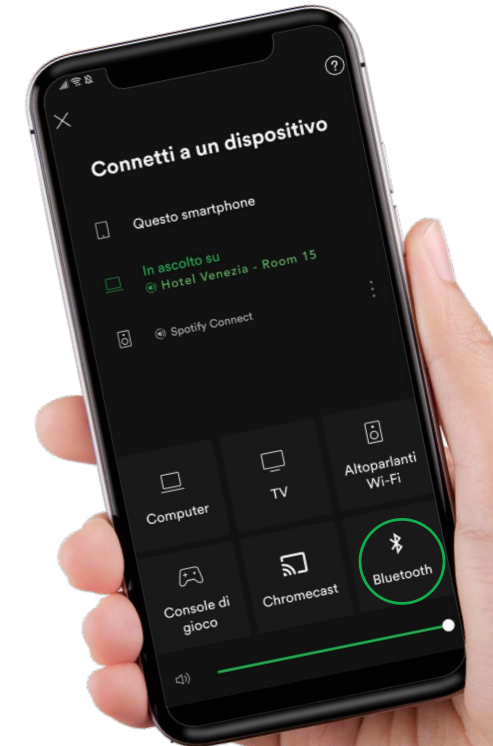 Connetti a un dispositivo
Questo smartphone
In ascolto su
Hotel Venezia - Room 15
Spotify Connect
Computer
TV
Altoparlanti
Wi-Fi
Console di
gioco
Chromecast
Bluetooth